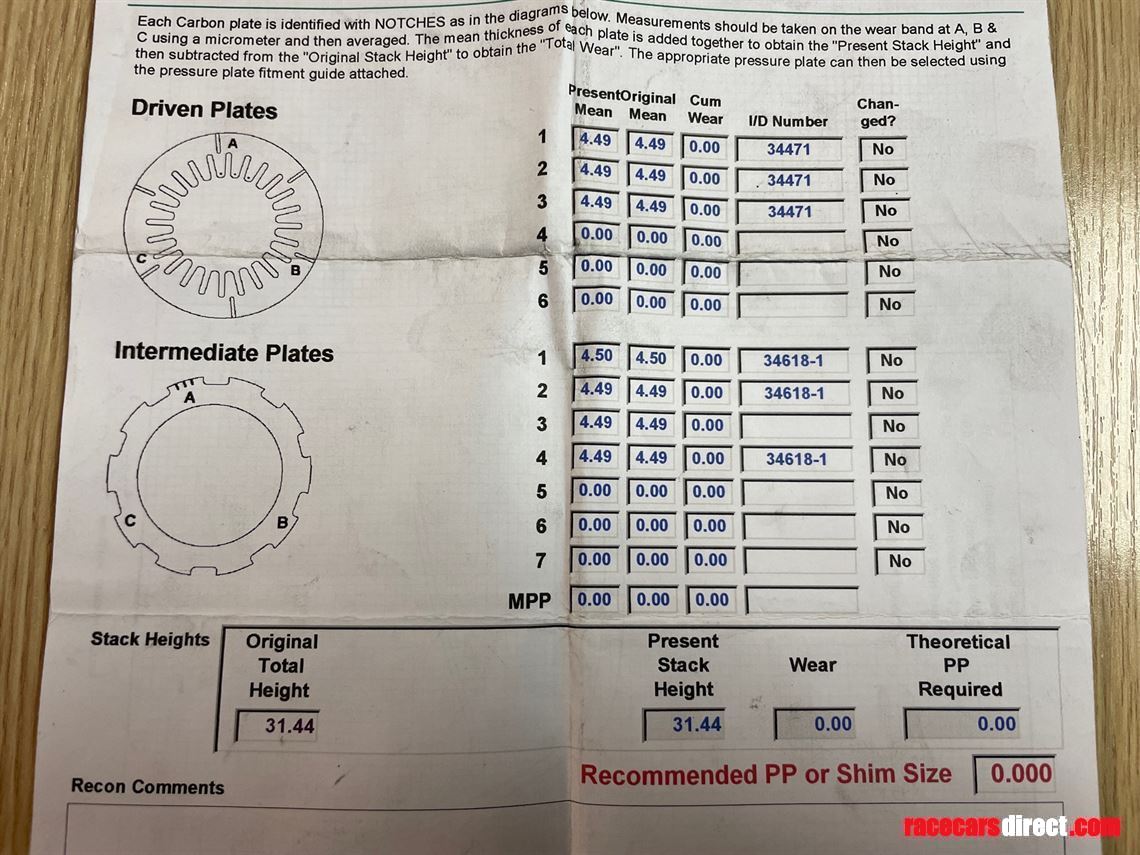 Each Carbon plate is identified with NOTCHES as in the diagrams below. Measurements should be taken on the wear band at A, B &
C using a micrometer and then averaged. The mean thickness of each plate is added together to obtain the "Present Stack Height" and
then subtracted from the "Original Stack Height" to obtain the "Total Wear". The appropriate pressure plate can then be selected using
the pressure plate fitment guide attached.
Driven Plates
Present Original Cum Chan-
Mean Mean Wear I/D Number ged?
A
B
C
1 4.49 4.49 0.00 34471 No
2 4.49 4.49 0.00 34471 No
3 4.49 4.49 0.00 34471 No
4 0.00 0.00 0.00 No
5 0.00 0.00 0.00 No
6 0.00 0.00 0.00 No
Intermediate Plates
A
B
C
1 4.50 4.50 0.00 34618-1 No
2 4.49 4.49 0.00 34618-1 No
3 4.49 4.49 0.00 No
4 4.49 4.49 0.00 34618-1 No
5 0.00 0.00 0.00 No
6 0.00 0.00 0.00 No
7 0.00 0.00 0.00 No
MPP 0.00 0.00 0.00
Stack Heights
Original
Total
Height
31.44
Present
Stack
Height
31.44
Wear
0.00
Theoretical
PP
Required
0.00
Recommended PP or Shim Size 0.000
Recon Comments
racecarsdirect.com